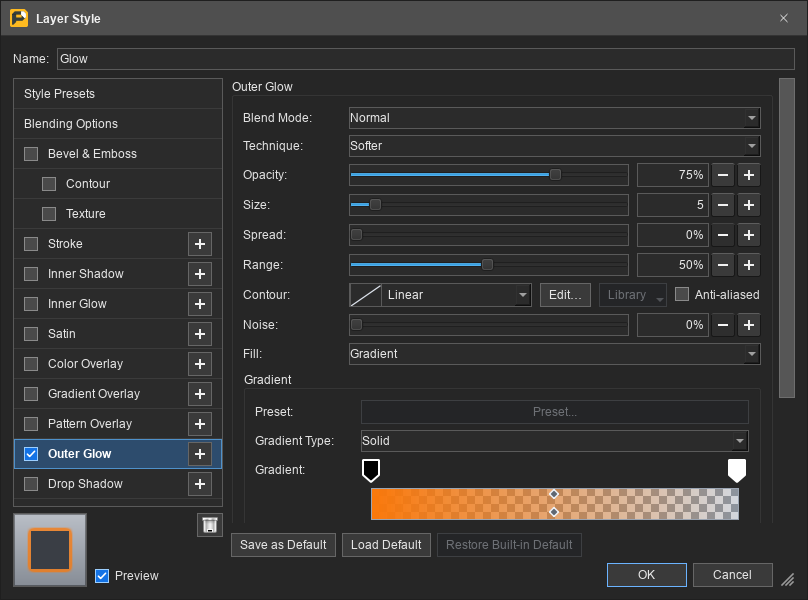 Layer Style
Name: Glow
Style Presets
Blending Options
Bevel & Emboss
Contour
Texture
Stroke
Inner Shadow
Inner Glow
Satin
Color Overlay
Gradient Overlay
Pattern Overlay
Outer Glow
Drop Shadow
Preview
Outer Glow
Blend Mode: Normal
Technique: Softer
Opacity: 75%
Size: 5
Spread: 0%
Range: 50%
Contour: Linear Edit... Library Anti-aliased
Noise: 0%
Fill: Gradient
Gradient
Preset: Preset...
Gradient Type: Solid
Gradient:
Save as Default Load Default Restore Built-in Default
OK Cancel